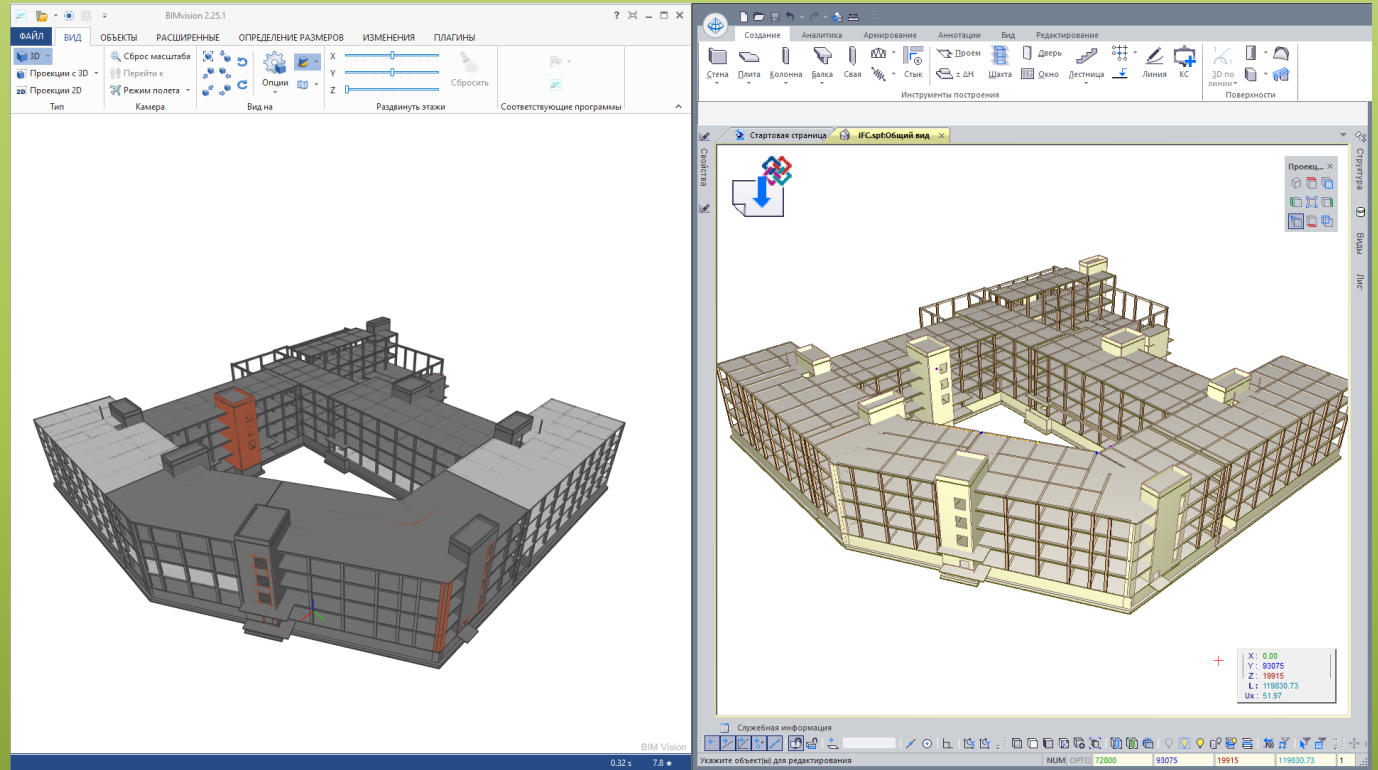 BIMvision 2.25.1
ФАЙЛ ВИД ОБЪЕКТЫ РАСШИРЕННЫЕ ОПРЕДЕЛЕНИЕ РАЗМЕРОВ ИЗМЕНЕНИЯ ПЛАГИНЫ
3D
Проекции с 3D
2D Проекции 2D
Тип
Сброс масштаба
Перейти к
Режим полета
Камера
Вид на
Опции
X
Y
Z
Сбросить
Раздвинуть этажи
Соответствующие программы
BIM Vision
0.32 s 7.8 ★
Создание Аналитика Армирование Аннотации Вид Редактирование
Стена Плита Колонна Балка Свая Стык
Проем
± ΔH
Шахта
Дверь
Окно
Лестница
Линия КС
3D по
линии
Инструменты построения Поверхности
Стартовая страница IFC.spf:Общий вид
Свойства
Проекц...
Структура
Виды
Лист
X : 0.00
Y : 93075
Z : 19915
L : 119830.73
Ux : 51.97
Служебная информация
Укажите объект(ы) для редактирования NUM ОРТО 72800 93075 19915 119830.73 1